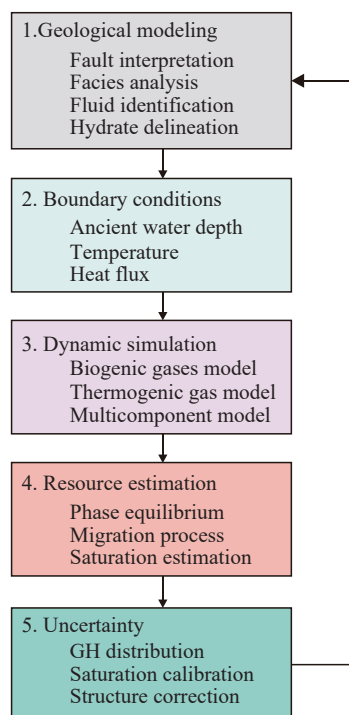 1.Geological modeling
Fault interpretation
Facies analysis
Fluid identification
Hydrate delineation
2. Boundary conditions
Ancient water depth
Temperature
Heat flux
3. Dynamic simulation
Biogenic gases model
Thermogenic gas model
Multicomponent model
4. Resource estimation
Phase equilibrium
Migration process
Saturation estimation
5. Uncertainty
GH distribution
Saturation calibration
Structure correction